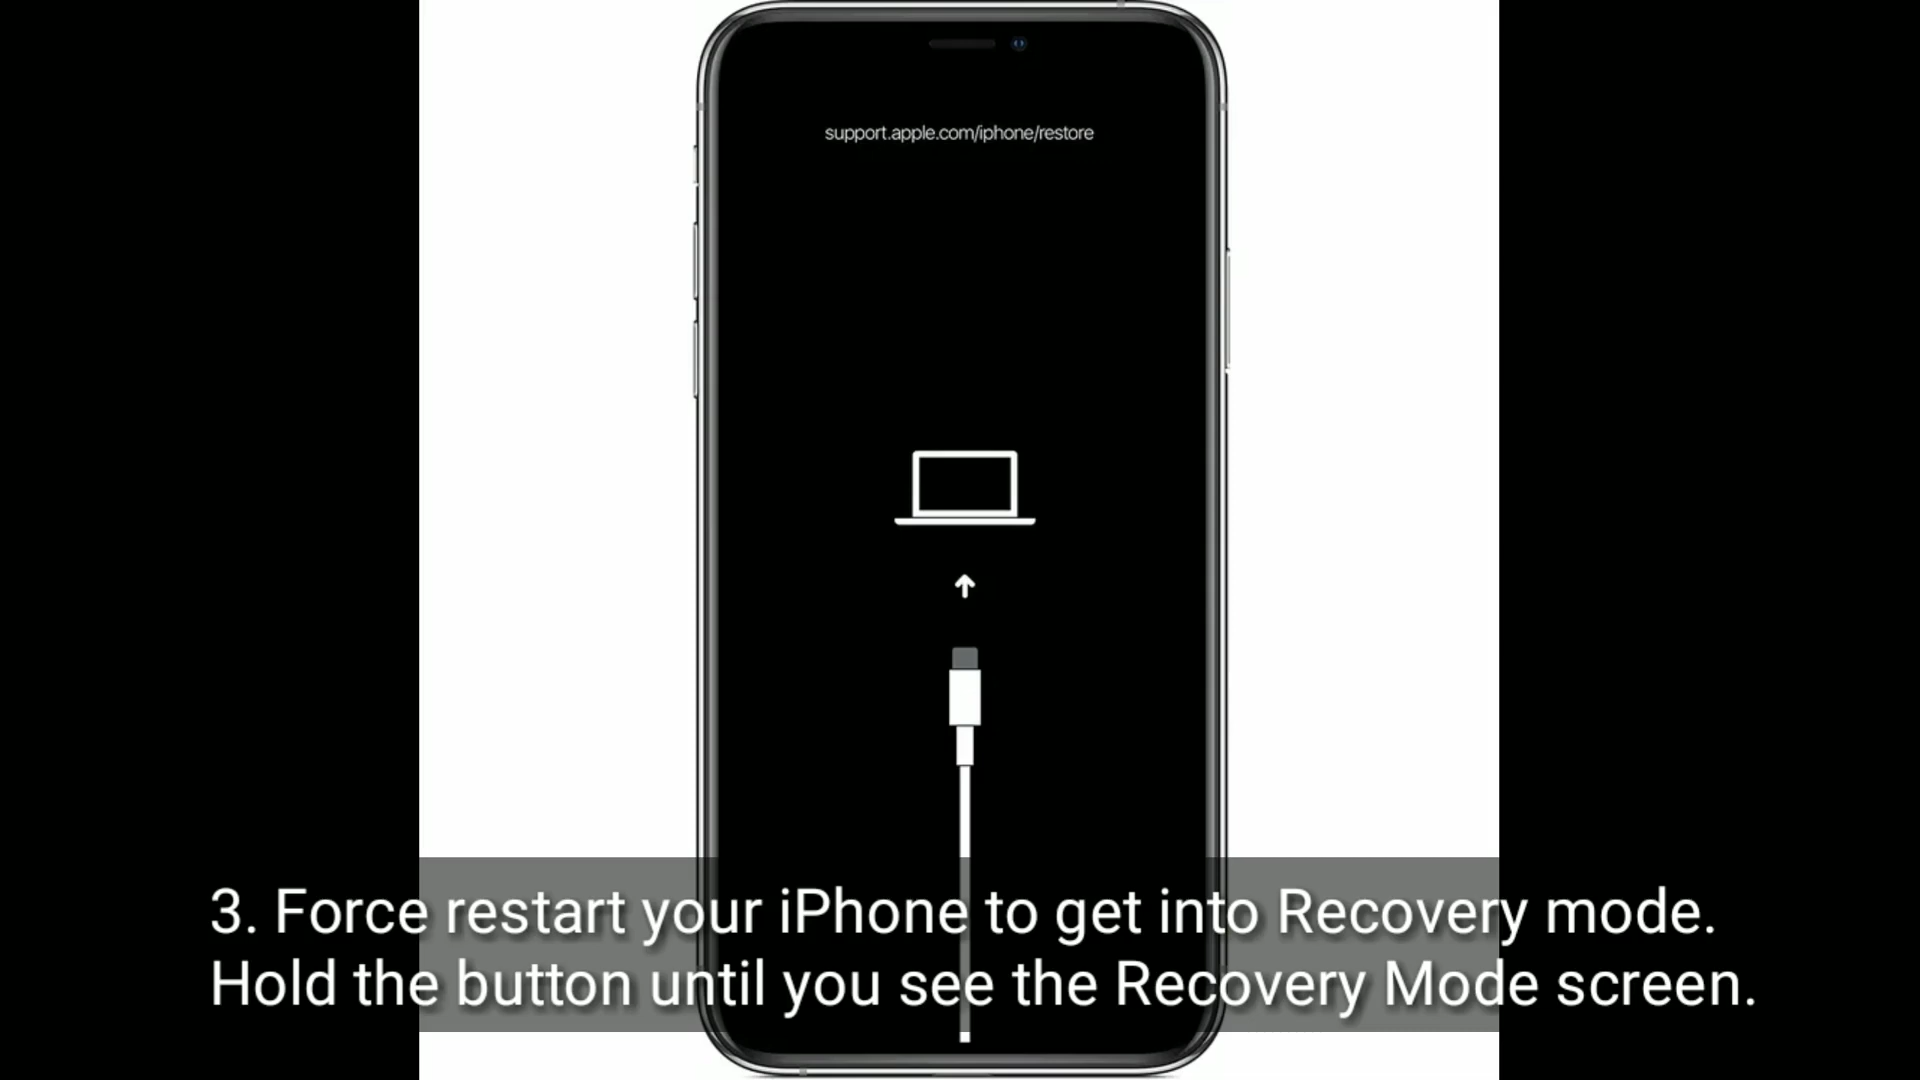 support.apple.com/iphone/restore
3. Force restart your iPhone to get into Recovery mode.
Hold the button until you see the Recovery Mode screen.